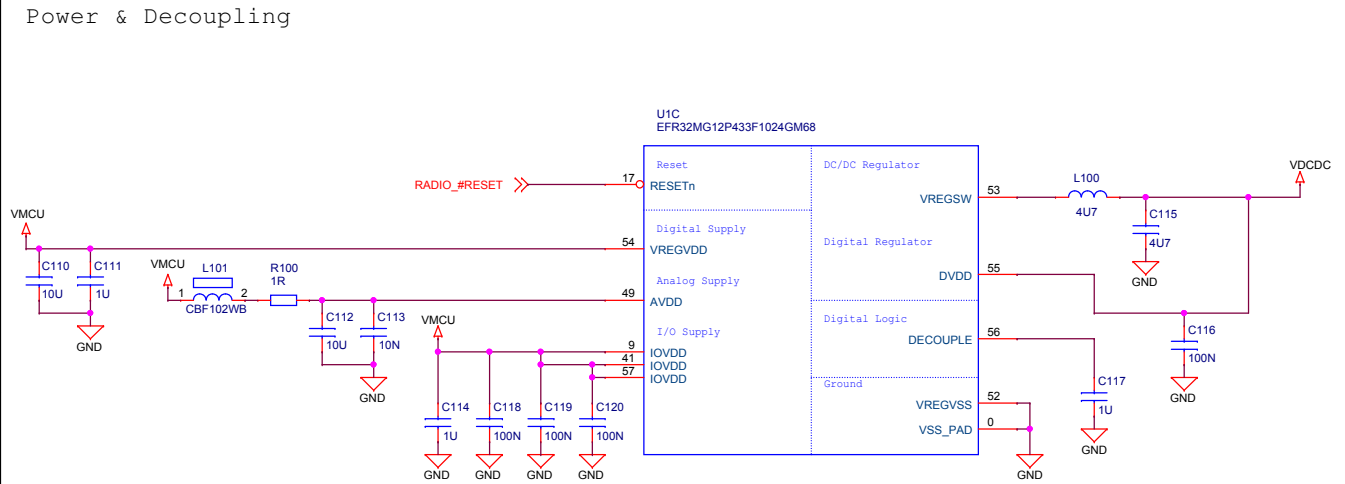 Power & Decoupling
U1C
EFR32MG12P433F1024GM68
Reset
DC/DC Regulator
VDCDC
RADIO_#RESET
17
RESETn
L100
53
VREGSW
4U7
C115
4U7
GND
VMCU
Digital Supply
54
VREGVDD
Digital Regulator
C110
10U
C111
1U
GND
VMCU
L101
1
2
CBF102WB
R100
1R
Analog Supply
49
AVDD
55
DVDD
C112
10U
C113
10N
GND
VMCU
I/O Supply
9
IOVDD
41
IOVDD
57
IOVDD
Digital Logic
56
DECOUPLE
C116
100N
GND
C117
1U
GND
Ground
52
VREGVSS
0
VSS_PAD
GND
C114
1U
C118
100N
C119
100N
C120
100N
GND
GND
GND
GND